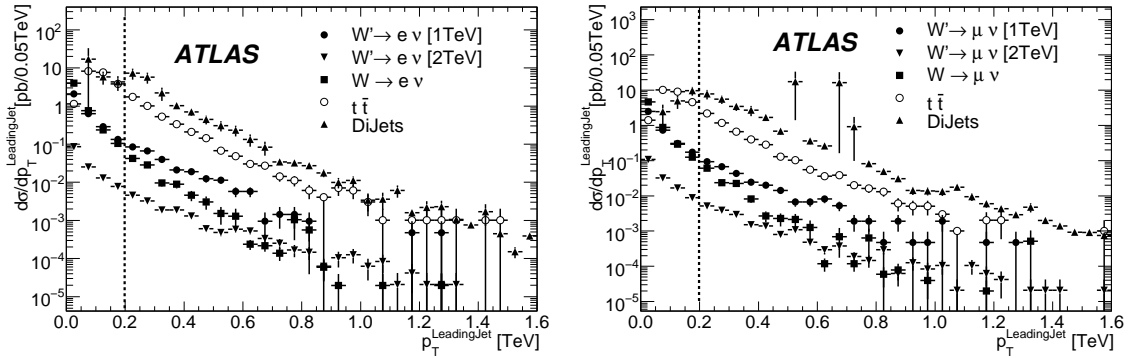 dσ/dp_T^LeadingJet[pb/0.05TeV]
10²
10
1
10⁻¹
10⁻²
10⁻³
10⁻⁴
10⁻⁵
ATLAS
W'→ e ν [1TeV]
W'→ e ν [2TeV]
W → e ν
t t̄
DiJets
0.0 0.2 0.4 0.6 0.8 1.0 1.2 1.4 1.6
p_T^LeadingJet [TeV]
dσ/dp_T^LeadingJet[pb/0.05TeV]
10³
10²
10
1
10⁻¹
10⁻²
10⁻³
10⁻⁴
10⁻⁵
ATLAS
W'→ μ ν [1TeV]
W'→ μ ν [2TeV]
W → μ ν
t t̄
DiJets
0.0 0.2 0.4 0.6 0.8 1.0 1.2 1.4 1.6
p_T^LeadingJet [TeV]